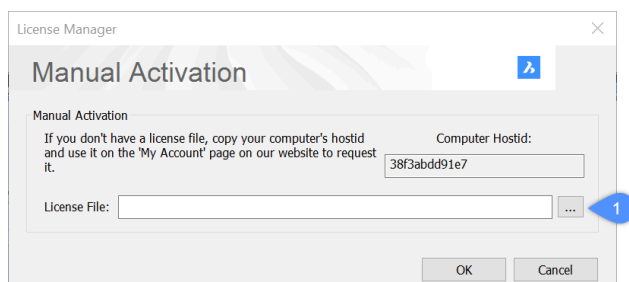 License Manager
Manual Activation
Manual Activation
If you don't have a license file, copy your computer's hostid
and use it on the 'My Account' page on our website to request
it.
Computer Hostid:
38f3abdd91e7
License File:
...
1
OK
Cancel